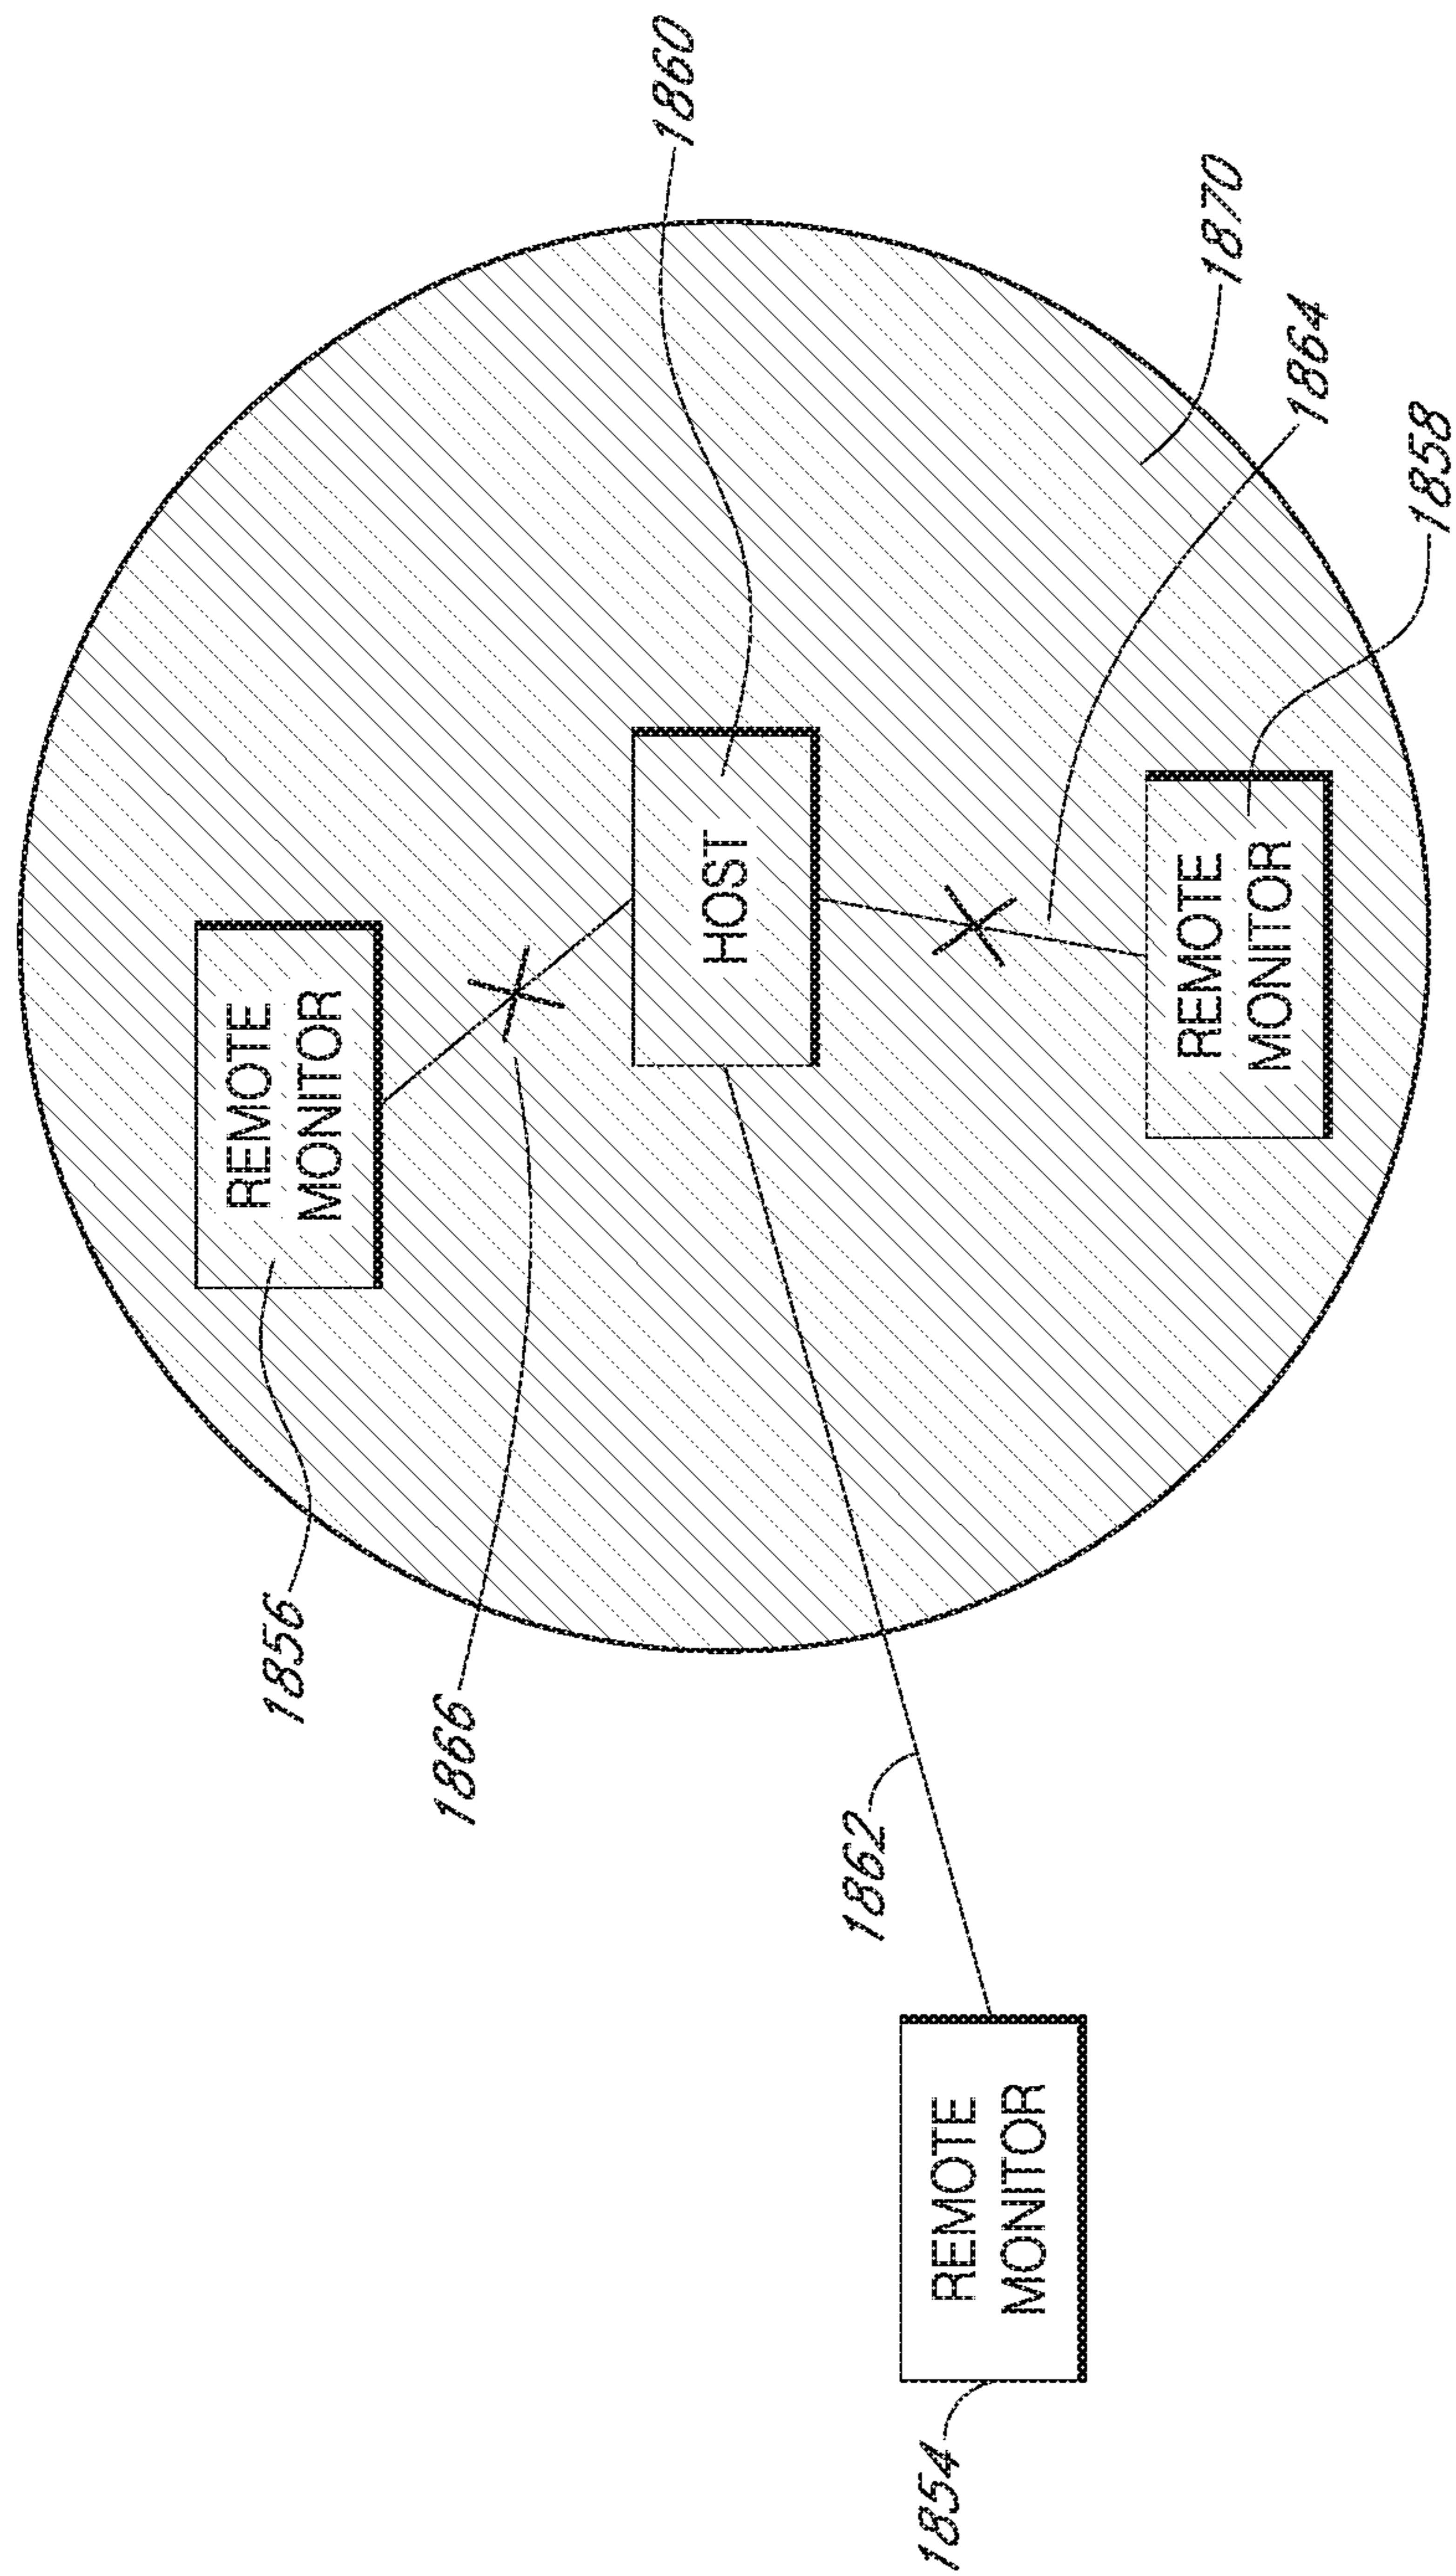 1860
1870
1864
1858
HOST
REMOTE
MONITOR
REMOTE
MONITOR
1856
1866
1862
REMOTE
MONITOR
1854